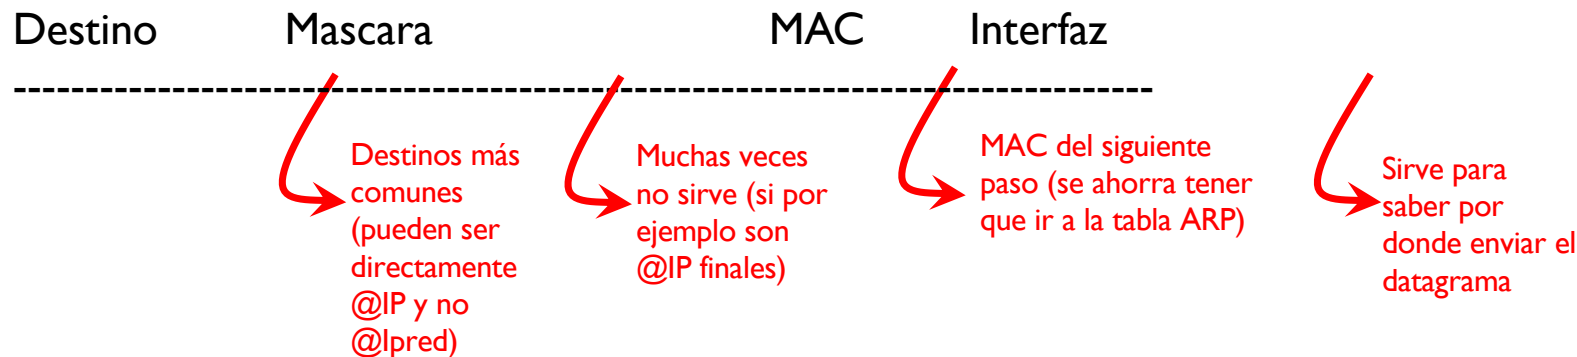 Destino Mascara MAC Interfaz
Destinos más
comunes
(pueden ser
directamente
@IP y no
@Ipred)
Muchas veces
no sirve (si por
ejemplo son
@IP finales)
MAC del siguiente
paso (se ahorra tener
que ir a la tabla ARP)
Sirve para
saber por
donde enviar el
datagrama